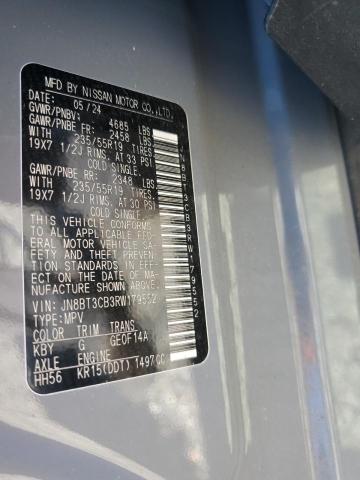 MFD BY NISSAN MOTOR CO.,LTD.
DATE: 05/24
GVWR/PNBV: 4685 LBS
GAWR/PNBE FR: 2458 LBS
WITH 235/55R19 TIRES
19X7 1/2J RIMS AT 33 PSI
COLD SINGLE
GAWR/PNBE RR: 2348 LBS
WITH 235/55R19 TIRES
19X7 1/2J RIMS AT 30 PSI
COLD SINGLE
THIS VEHICLE CONFORMS
TO ALL APPLICABLE FED-
ERAL MOTOR VEHICLE SA-
FETY AND THEFT PREVENTION
STANDARDS IN EFF-
ECT ON THE DATE OF MA-
NUFACTURE SHOWN ABOVE.
VIN: JN8BT3CB3RW179552
TYPE: MPV
COLOR TRIM TRANS
KBY G GE0F14A
AXLE ENGINE
HH56 KR15(DDT) 1497CC
JN8BT3CB3RW179552